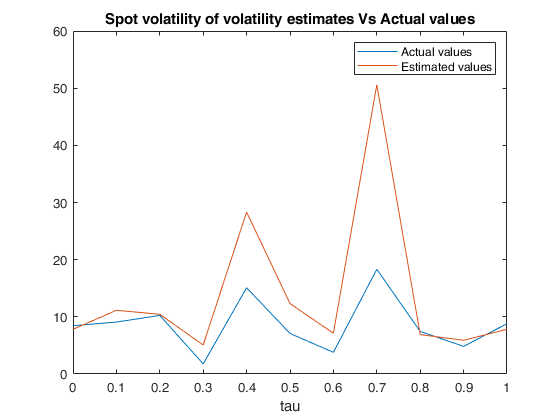 Spot volatility of volatility estimates Vs Actual values
Actual values
Estimated values
60
50
40
30
20
10
0
0 0.1 0.2 0.3 0.4 0.5 0.6 0.7 0.8 0.9 1
tau